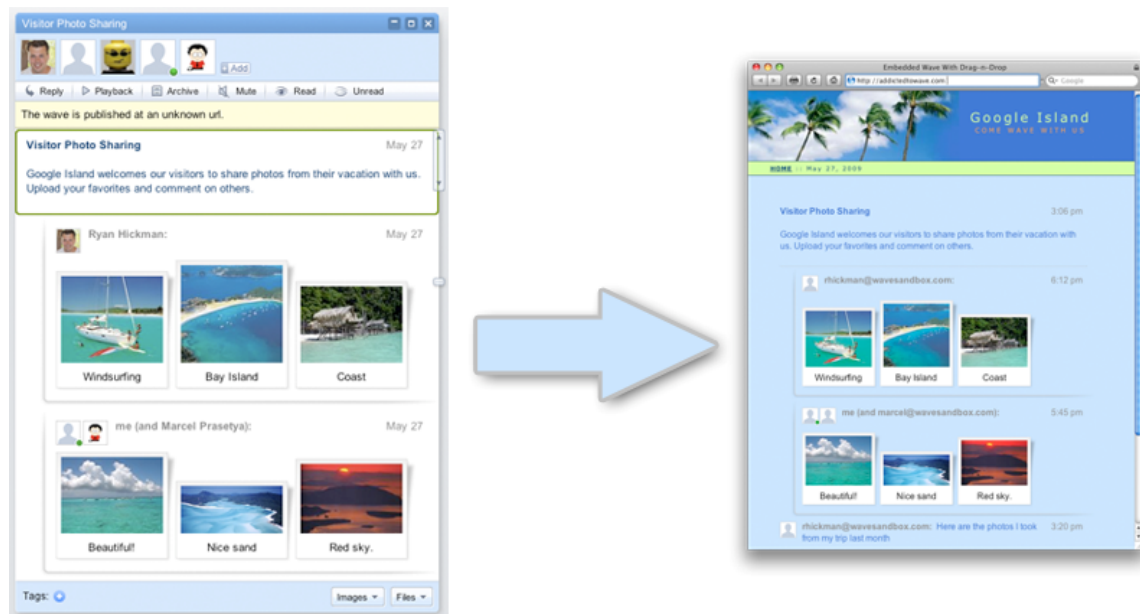 Visitor Photo Sharing
Add
Reply Playback Archive Mute Read Unread
The wave is published at an unknown url.
Visitor Photo Sharing May 27
Google Island welcomes our visitors to share photos from their vacation with us.
Upload your favorites and comment on others.
Ryan Hickman: May 27
Windsurfing Bay Island Coast
me (and Marcel Prasetya): May 27
Beautiful! Nice sand Red sky.
Tags: Images Files
Embedded Wave With Drag-n-Drop
http://addictedtowave.com Google
Google Island
COME WAVE WITH US
HOME :: May 27, 2009
Visitor Photo Sharing 3:06 pm
Google Island welcomes our visitors to share photos from their vacation with
us. Upload your favorites and comment on others.
rhickman@wavesandbox.com: 6:12 pm
Windsurfing Bay Island Coast
me (and marcel@wavesandbox.com): 5:45 pm
Beautiful! Nice sand Red sky.
rhickman@wavesandbox.com: Here are the photos I took 3:20 pm
from my trip last month